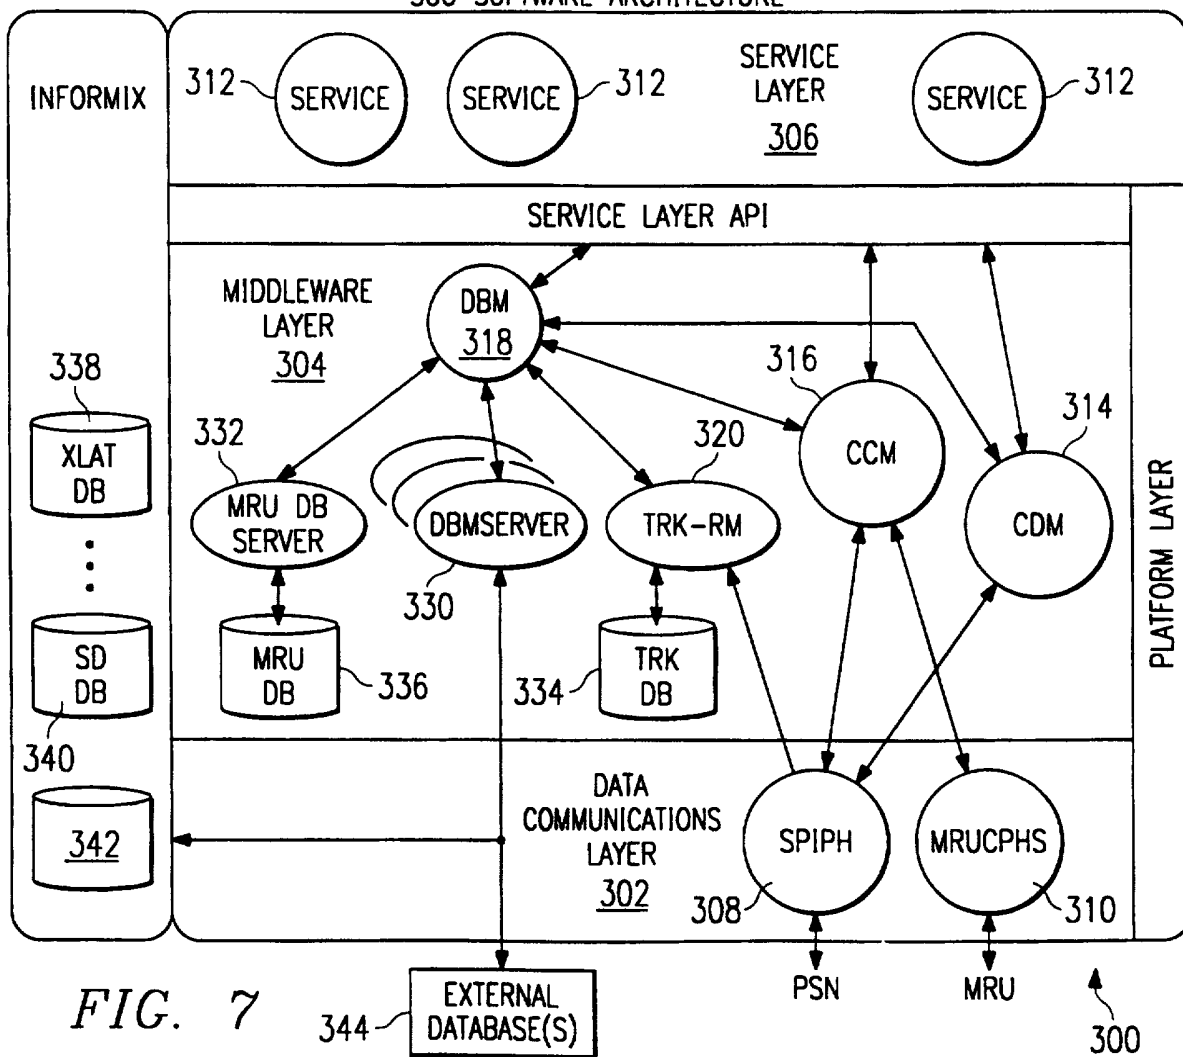 INFORMIX
312
SERVICE
SERVICE
312
SERVICE
LAYER
306
SERVICE
312
SERVICE LAYER API
MIDDLEWARE
LAYER
304
DBM
318
316
CCM
314
CDM
PLATFORM LAYER
338
XLAT
DB
332
MRU DB
SERVER
DBMSERVER
330
320
TRK-RM
SD
DB
340
MRU
DB
336
334
TRK
DB
342
DATA
COMMUNICATIONS
LAYER
302
SPIPH
308
MRUCPHS
310
PSN
MRU
300
FIG. 7
344
EXTERNAL
DATABASE(S)